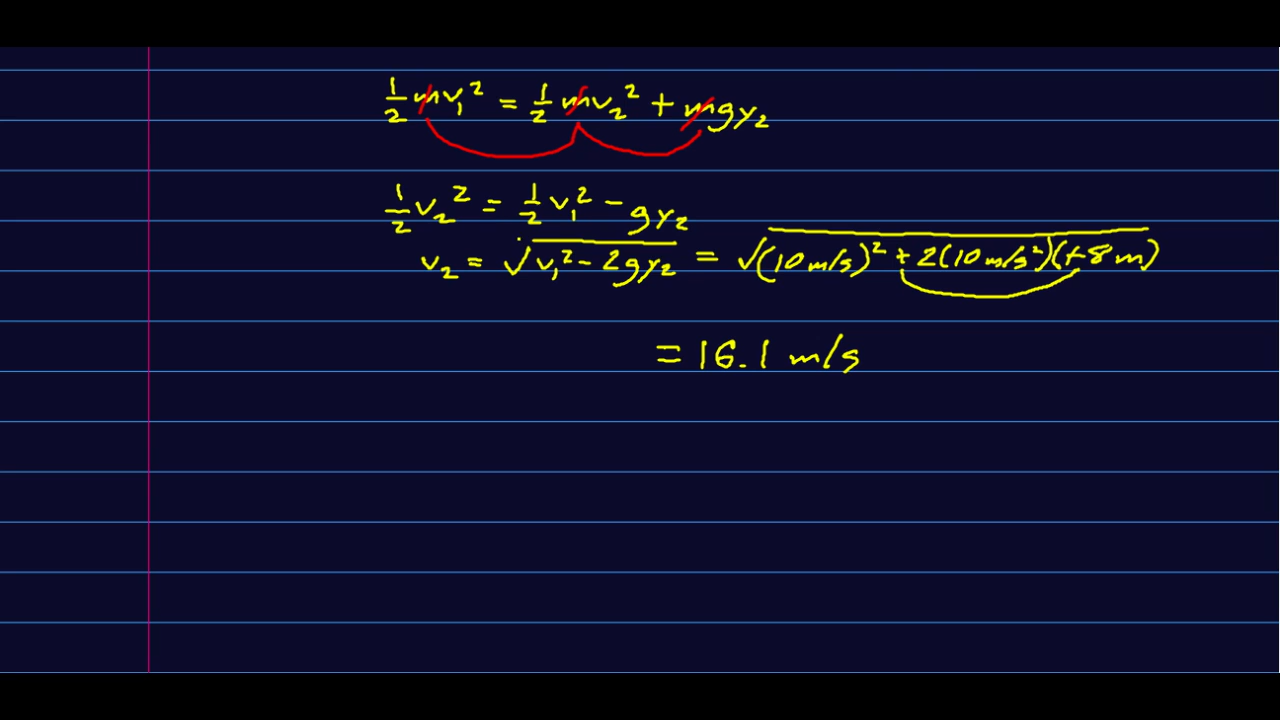 ½ mv₁² = ½ mv₂² + mgy₂
½ v₂² = ½ v₁² - gy₂
v₂ = √(v₁² - 2gy₂) = √((10 m/s)² + 2(10 m/s²)(+8m))
= 16.1 m/s